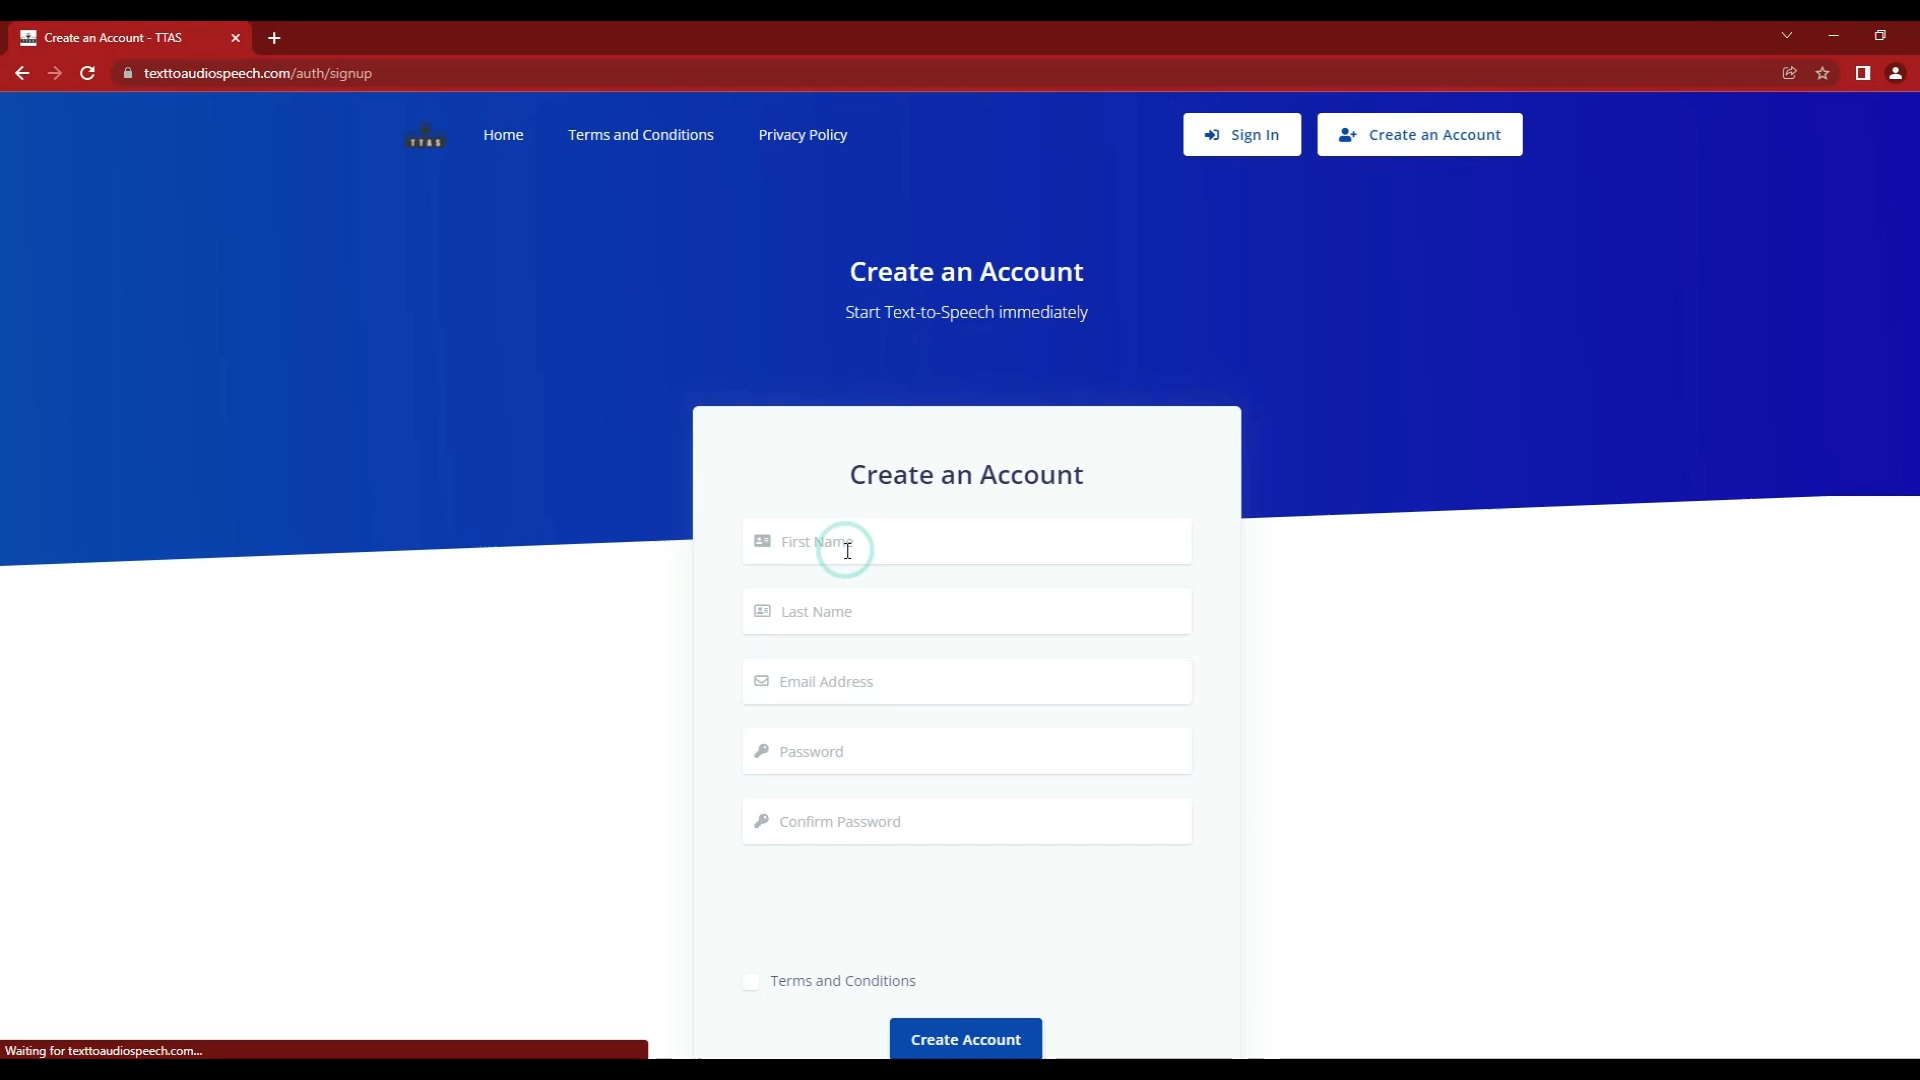 Create an Account - TTAS
texttoaudiospeech.com/auth/signup
TTAS
Home
Terms and Conditions
Privacy Policy
Sign In
Create an Account
Create an Account
Start Text-to-Speech immediately
Create an Account
First Name
Last Name
Email Address
Password
Confirm Password
Terms and Conditions
Create Account
Waiting for texttoaudiospeech.com...